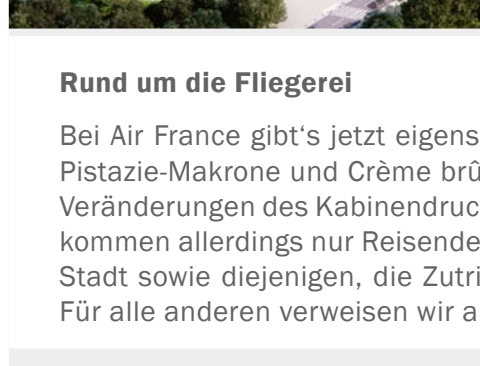 Rund um die Fliegerei
Bei Air France gibt‘s jetzt eigens
Pistazie-Makrone und Crème brû
Veränderungen des Kabinendruc
kommen allerdings nur Reisende
Stadt sowie diejenigen, die Zutri
Für alle anderen verweisen wir a